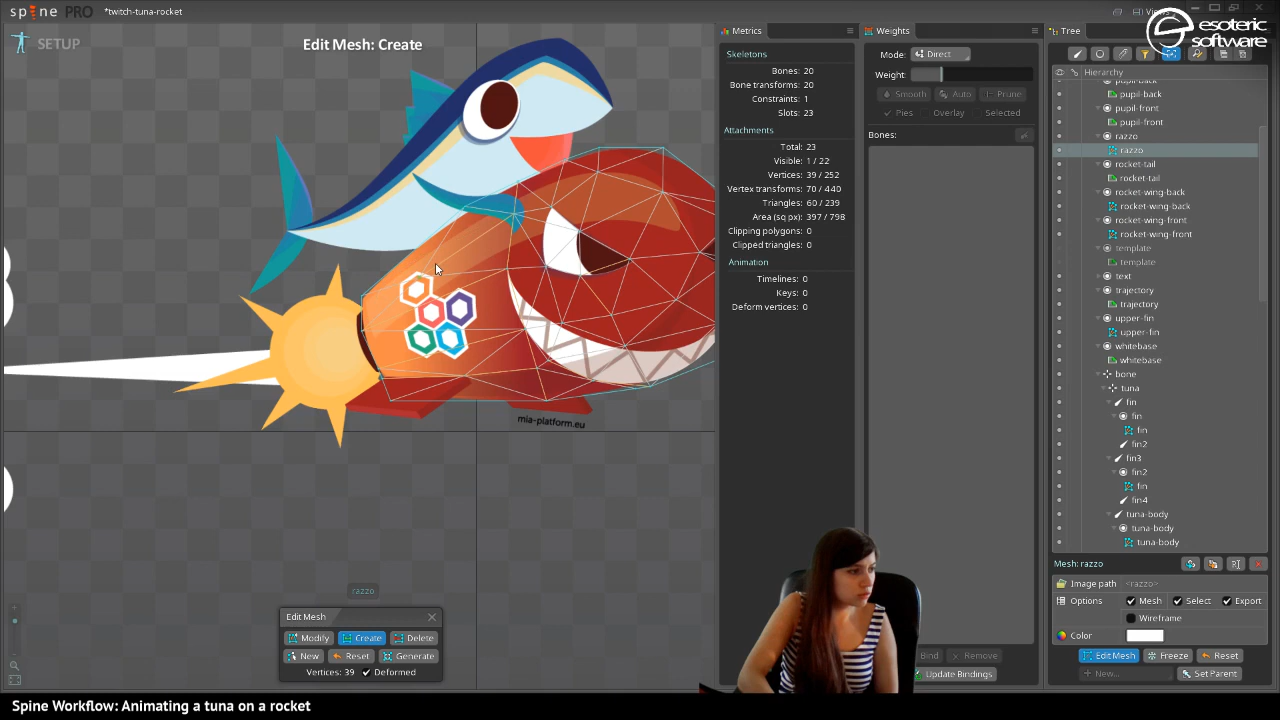 spine PRO *twitch-tuna-rocket
Views
SETUP
Edit Mesh: Create
Metrics
Skeletons
Bones: 20
Bone transforms: 20
Constraints: 1
Slots: 23
Attachments
Total: 23
Visible: 1 / 22
Vertices: 39 / 252
Vertex transforms: 70 / 440
Triangles: 60 / 239
Area (sq px): 397 / 798
Clipping polygons: 0
Clipped triangles: 0
Animation
Timelines: 0
Keys: 0
Deform vertices: 0
Weights
Mode: Direct
Weight:
Smooth Auto Prune
Pies Overlay Selected
Bones:
Bind Remove
Update Bindings
Tree
esoteric
software
Hierarchy
pupil-back
pupil-back
pupil-front
pupil-front
razzo
razzo
rocket-tail
rocket-tail
rocket-wing-back
rocket-wing-back
rocket-wing-front
rocket-wing-front
template
template
text
trajectory
trajectory
upper-fin
upper-fin
whitebase
whitebase
bone
tuna
fin
fin
fin
fin2
fin3
fin2
fin
fin4
tuna-body
tuna-body
tuna-body
Mesh: razzo
Image path <razzo>
Options Mesh Select Export
Wireframe
Color
Edit Mesh Freeze Reset
New... Set Parent
mia-platform.eu
razzo
Edit Mesh
Modify Create Delete
New Reset Generate
Vertices: 39 Deformed
Spine Workflow: Animating a tuna on a rocket